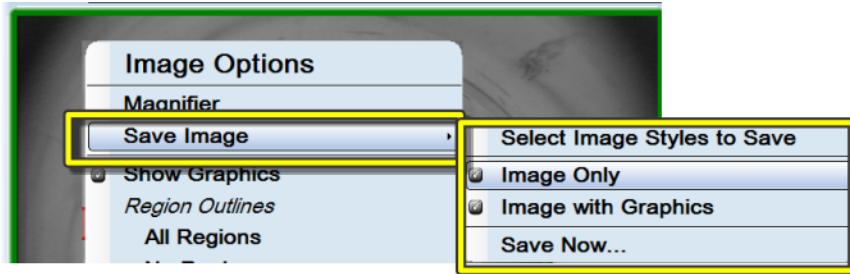 Image Options
Magnifier
Save Image
Show Graphics
Region Outlines
All Regions
Select Image Styles to Save
Image Only
Image with Graphics
Save Now...